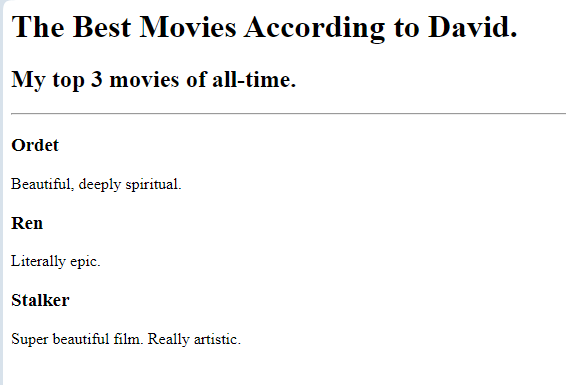 The Best Movies According to David.
My top 3 movies of all-time.
Ordet
Beautiful, deeply spiritual.
Ren
Literally epic.
Stalker
Super beautiful film. Really artistic.